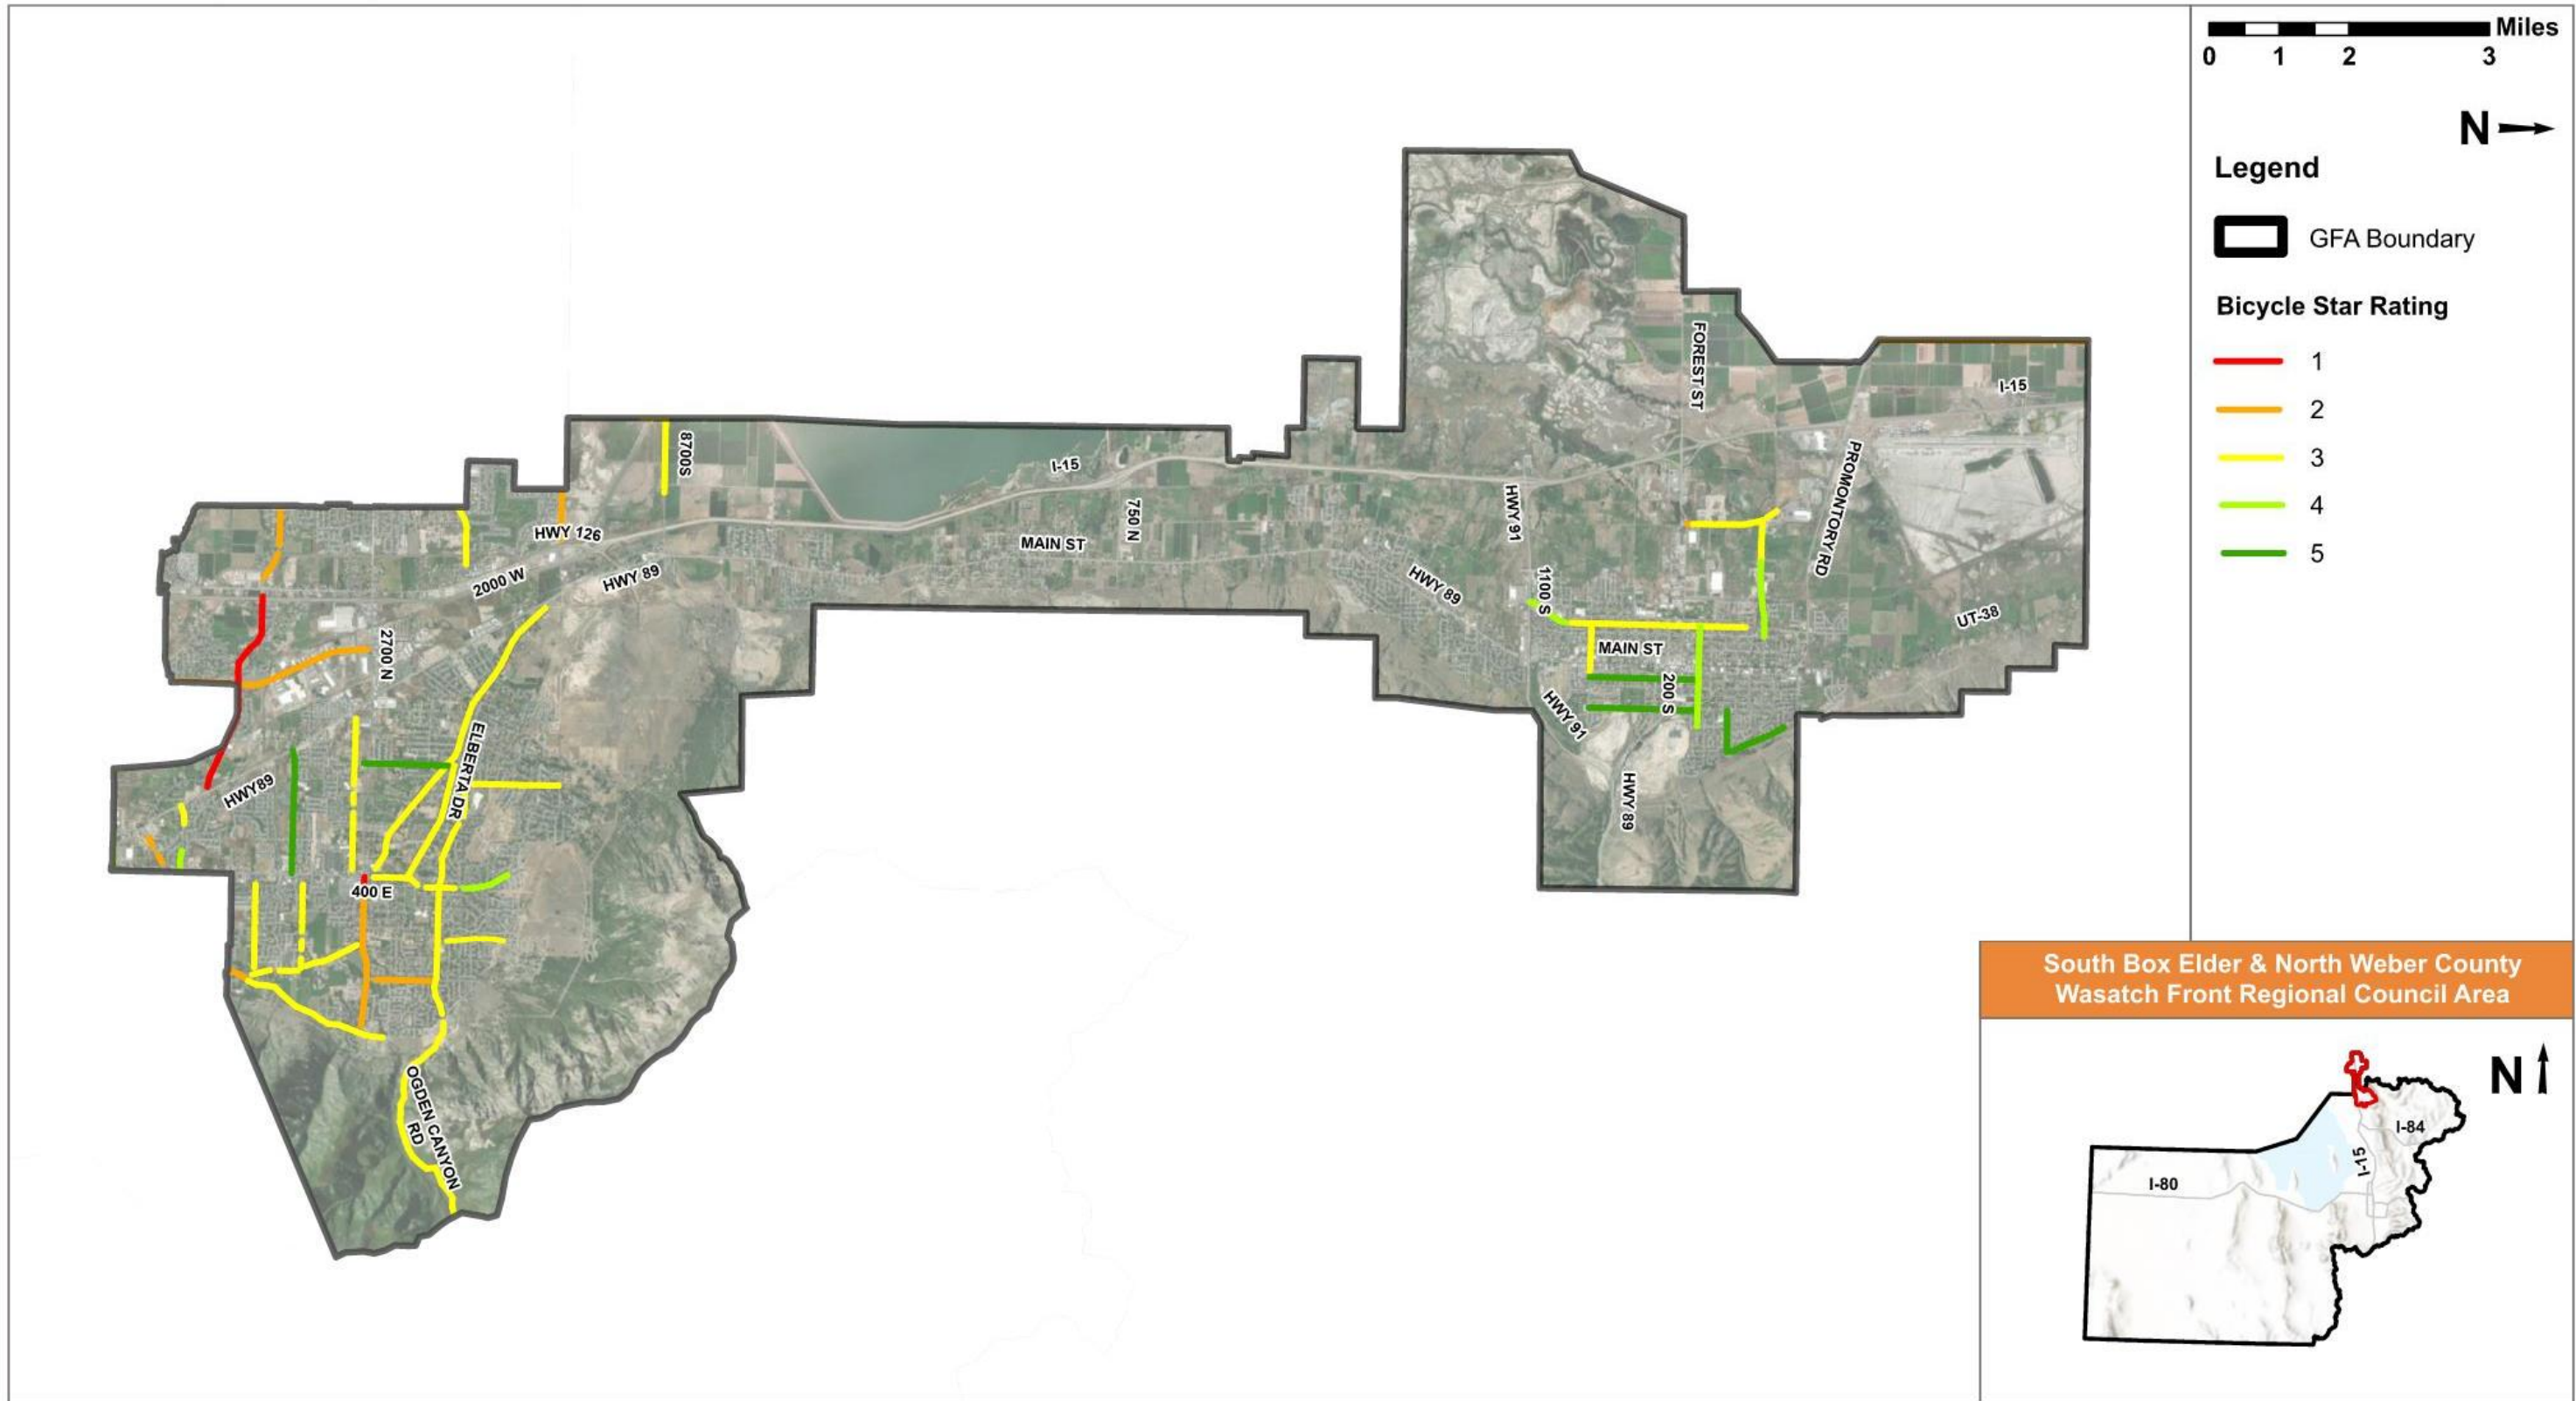 Miles
0 1 2 3
N
Legend
GFA Boundary
Bicycle Star Rating
1
2
3
4
5
FOREST ST
I-15
PROMONTORY RD
8700S
I-15
750 N
HWY 91
HWY 126
MAIN ST
2000 W
HWY 89
HWY 89
1100 S
UT-38
2700 N
MAIN ST
200 S
HWY 91
ELBERTA DR
HWY89
HWY 89
400 E
OGDEN CANYON
RD
South Box Elder & North Weber County
Wasatch Front Regional Council Area
N
I-84
I-15
I-80